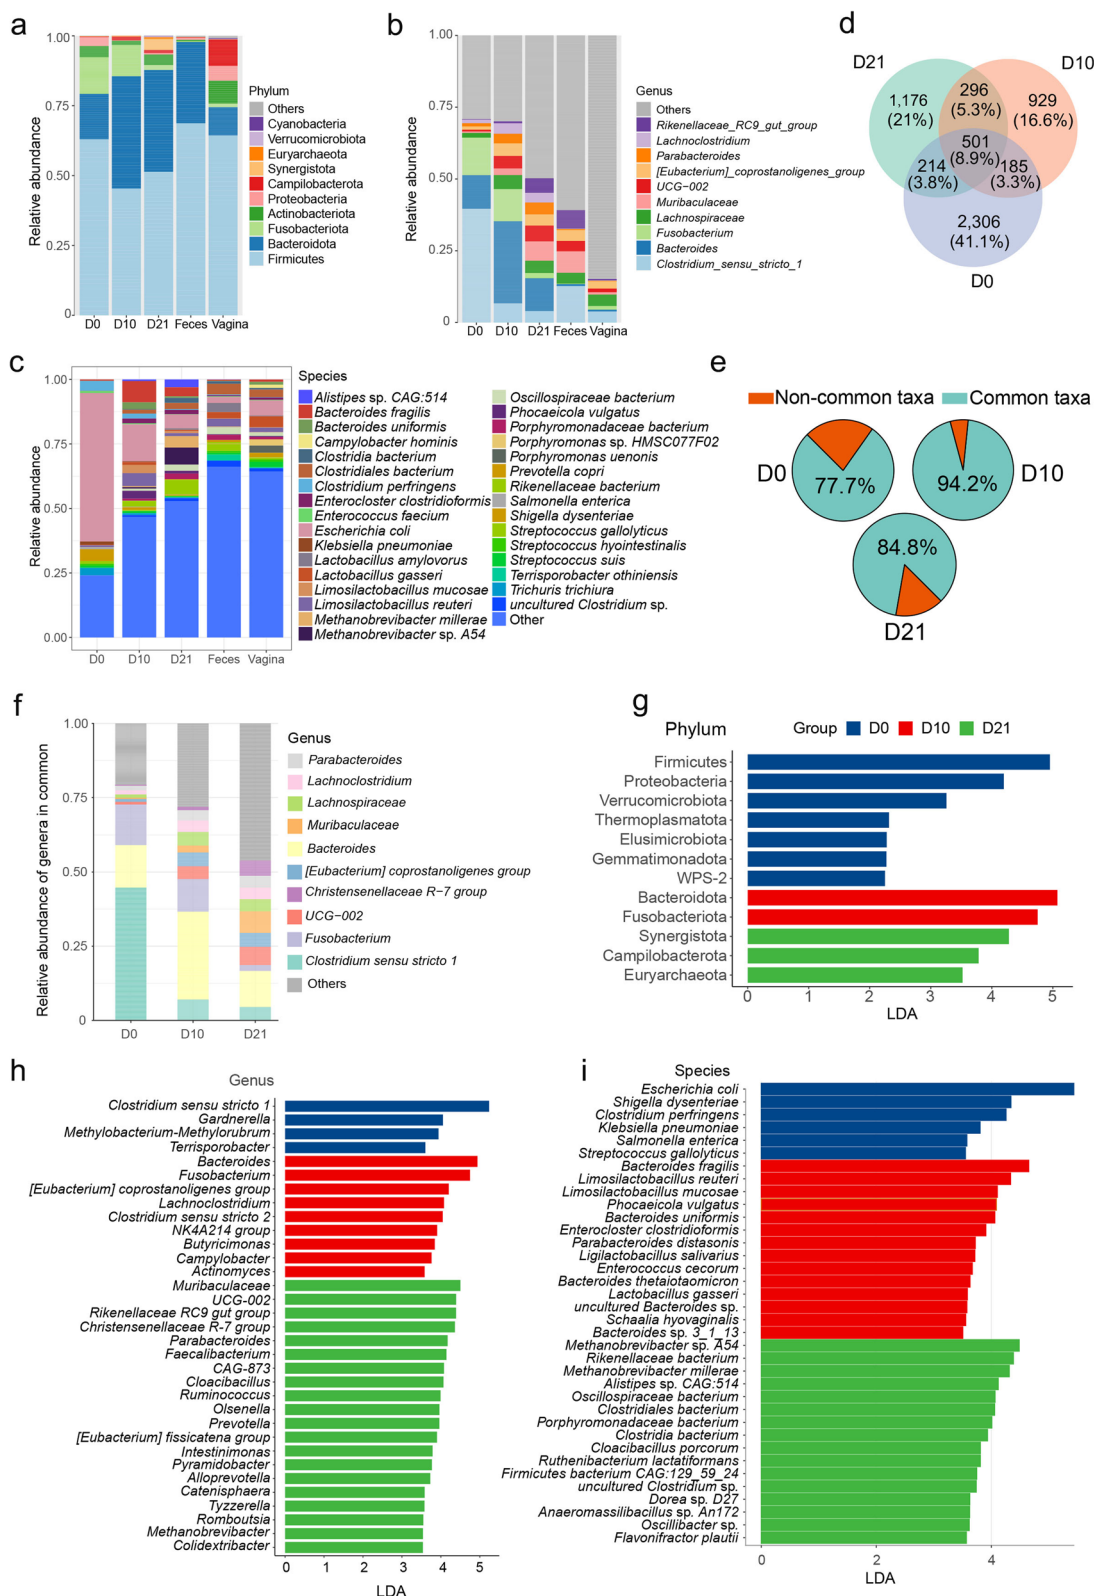 a
Relative abundance
1.00
0.75
0.50
0.25
0
D0
D10
D21
Feces
Vagina
Phylum
Others
Cyanobacteria
Verrucomicrobiota
Euryarchaeota
Synergistota
Campilobacterota
Proteobacteria
Actinobacteriota
Fusobacteriota
Bacteroidota
Firmicutes
b
Relative abundance
1.00
0.75
0.50
0.25
0
D0
D10
D21
Feces
Vagina
Genus
Others
Rikenellaceae_RC9_gut_group
Lachnoclostridium
Parabacteroides
[Eubacterium]_coprostanoligenes_group
UCG-002
Muribaculaceae
Lachnospiraceae
Fusobacterium
Bacteroides
Clostridium_sensu_stricto_1
d
D21
D10
1,176
(21%)
296
(5.3%)
929
(16.6%)
501
(8.9%)
214
(3.8%)
185
(3.3%)
2,306
(41.1%)
D0
c
Relative abundance
1.00
0.75
0.50
0.25
0.00
D0
D10
D21
Feces
Vagina
Species
Alistipes sp. CAG:514
Bacteroides fragilis
Bacteroides uniformis
Campylobacter hominis
Clostridia bacterium
Clostridiales bacterium
Clostridium perfringens
Enterocloster clostridioformis
Enterococcus faecium
Escherichia coli
Klebsiella pneumoniae
Lactobacillus amylovorus
Lactobacillus gasseri
Limosilactobacillus mucosae
Limosilactobacillus reuteri
Methanobrevibacter millerae
Methanobrevibacter sp. A54
Oscillospiraceae bacterium
Phocaeicola vulgatus
Porphyromonadaceae bacterium
Porphyromonas sp. HMSC077F02
Porphyromonas uenonis
Prevotella copri
Rikenellaceae bacterium
Salmonella enterica
Shigella dysenteriae
Streptococcus gallolyticus
Streptococcus hyointestinalis
Streptococcus suis
Terrisporobacter othiniensis
Trichuris trichiura
uncultured Clostridium sp.
Other
e
Non-common taxa
Common taxa
D0
77.7%
94.2%
D10
84.8%
D21
f
Relative abundance of genera in common
1.00
0.75
0.50
0.25
0
D0
D10
D21
Genus
Parabacteroides
Lachnoclostridium
Lachnospiraceae
Muribaculaceae
Bacteroides
[Eubacterium] coprostanoligenes group
Christensenellaceae R−7 group
UCG−002
Fusobacterium
Clostridium sensu stricto 1
Others
g
Phylum
Group
D0
D10
D21
Firmicutes
Proteobacteria
Verrucomicrobiota
Thermoplasmatota
Elusimicrobiota
Gemmatimonadota
WPS-2
Bacteroidota
Fusobacteriota
Synergistota
Campilobacterota
Euryarchaeota
0
1
2
3
4
5
LDA
h
Genus
Clostridium sensu stricto 1
Gardnerella
Methylobacterium-Methylorubrum
Terrisporobacter
Bacteroides
Fusobacterium
[Eubacterium] coprostanoligenes group
Lachnoclostridium
Clostridium sensu stricto 2
NK4A214 group
Butyricimonas
Campylobacter
Actinomyces
Muribaculaceae
UCG-002
Rikenellaceae RC9 gut group
Christensenellaceae R-7 group
Parabacteroides
Faecalibacterium
CAG-873
Cloacibacillus
Ruminococcus
Olsenella
Prevotella
[Eubacterium] fissicatena group
Intestinimonas
Pyramidobacter
Alloprevotella
Catenisphaera
Tyzzerella
Romboutsia
Methanobrevibacter
Colidextribacter
0
1
2
3
4
5
LDA
i
Species
Escherichia coli
Shigella dysenteriae
Clostridium perfringens
Klebsiella pneumoniae
Salmonella enterica
Streptococcus gallolyticus
Bacteroides fragilis
Limosilactobacillus reuteri
Limosilactobacillus mucosae
Phocaeicola vulgatus
Bacteroides uniformis
Enterocloster clostridioformis
Parabacteroides distasonis
Ligilactobacillus salivarius
Enterococcus cecorum
Bacteroides thetaiotaomicron
Lactobacillus gasseri
uncultured Bacteroides sp.
Schaalia hyovaginalis
Bacteroides sp. 3_1_13
Methanobrevibacter sp. A54
Rikenellaceae bacterium
Methanobrevibacter millerae
Alistipes sp. CAG:514
Oscillospiraceae bacterium
Clostridiales bacterium
Porphyromonadaceae bacterium
Clostridia bacterium
Cloacibacillus porcorum
Ruthenibacterium lactatiformans
Firmicutes bacterium CAG:129_59_24
uncultured Clostridium sp.
Dorea sp. D27
Anaeromassilibacillus sp. An172
Oscillibacter sp.
Flavonifractor plautii
0
2
4
LDA